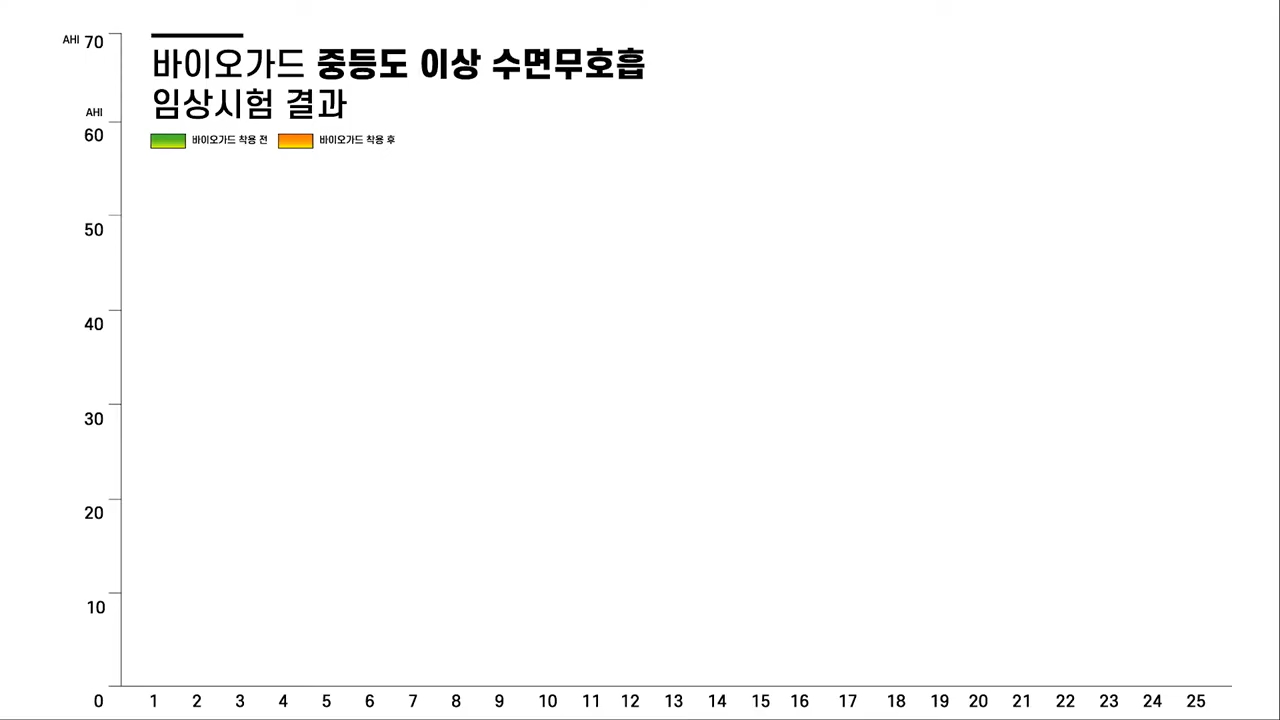 AHI 70
바이오가드 중등도 이상 수면무호흡
임상시험 결과
AHI
60
바이오가드 착용 전 바이오가드 착용 후
50
40
30
20
10
0 1 2 3 4 5 6 7 8 9 10 11 12 13 14 15 16 17 18 19 20 21 22 23 24 25